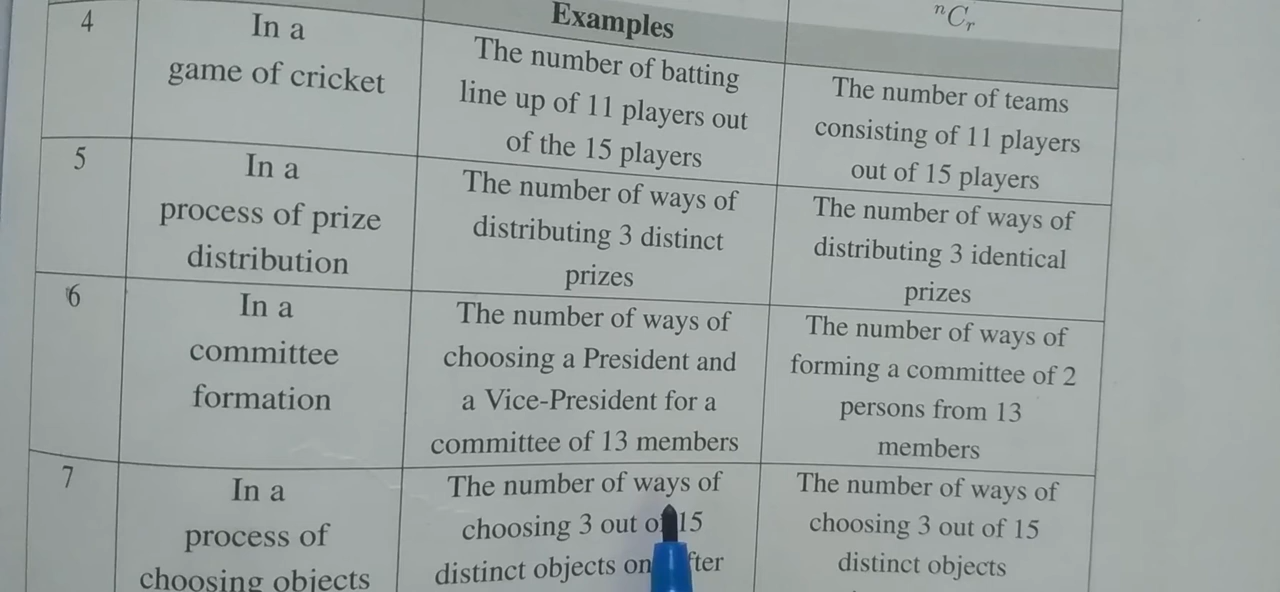 Examples
nCr
4
In a
game of cricket
The number of batting
line up of 11 players out
of the 15 players
The number of teams
consisting of 11 players
out of 15 players
5
In a
process of prize
distribution
The number of ways of
distributing 3 distinct
prizes
The number of ways of
distributing 3 identical
prizes
6
In a
committee
formation
The number of ways of
choosing a President and
a Vice-President for a
committee of 13 members
The number of ways of
forming a committee of 2
persons from 13
members
7
In a
process of
choosing objects
The number of ways of
choosing 3 out 15
distinct objects
The number of ways of
choosing 3 out of 15
distinct objects